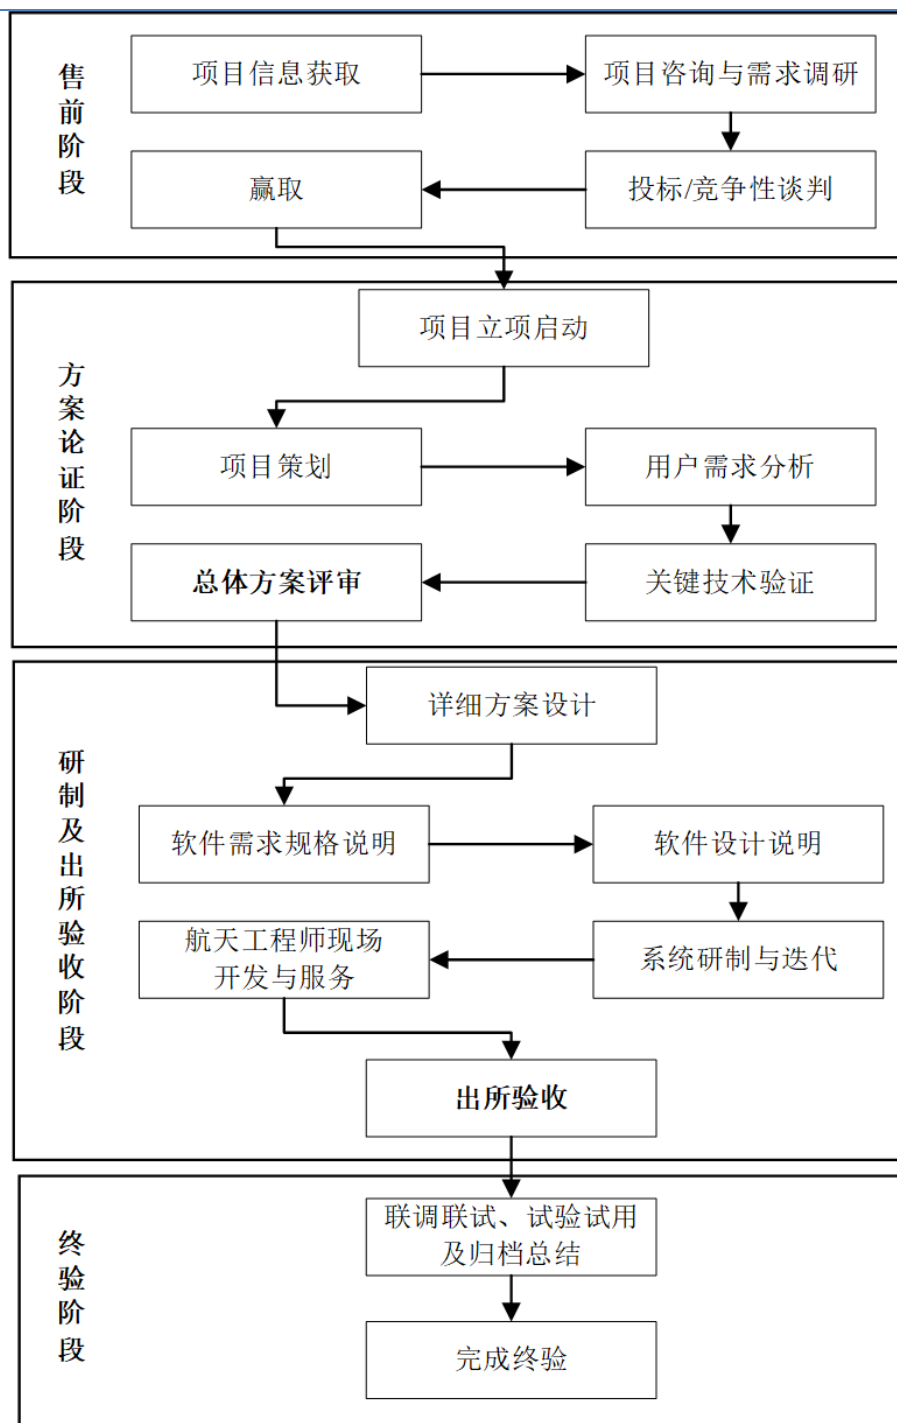 售前阶段
项目信息获取
项目咨询与需求调研
赢取
投标/竞争性谈判
方案论证阶段
项目立项启动
项目策划
用户需求分析
总体方案评审
关键技术验证
研制及出所验收阶段
详细方案设计
软件需求规格说明
软件设计说明
航天工程师现场
开发与服务
系统研制与迭代
出所验收
终验阶段
联调联试、试验试用
及归档总结
完成终验